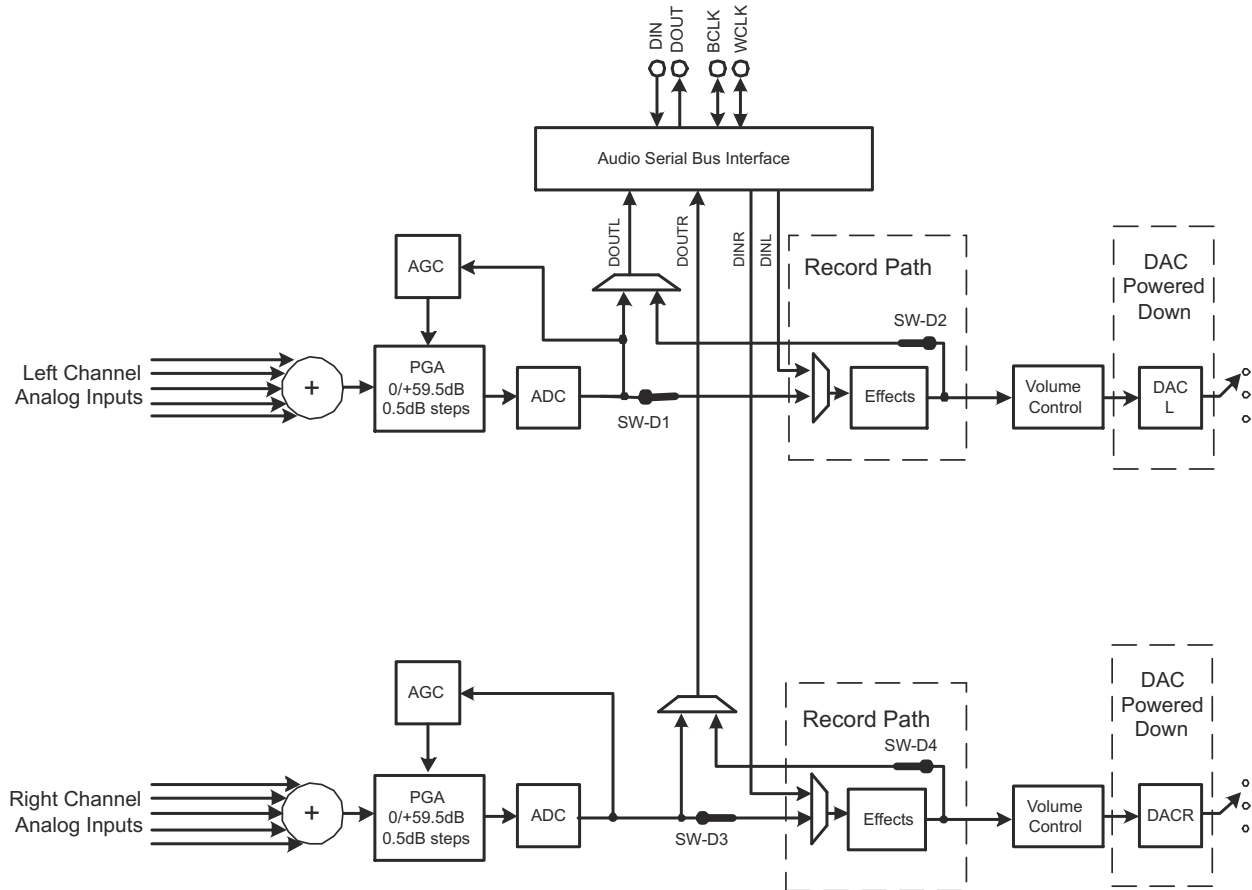 DIN
DOUT
BCLK
WCLK
Audio Serial Bus Interface
DOUTL
DOUTR
DINR
DINL
AGC
Record Path
DAC
Powered
Down
SW-D2
Left Channel
Analog Inputs
+
PGA
0/+59.5dB
0.5dB steps
ADC
SW-D1
Effects
Volume
Control
DAC
L
AGC
Record Path
DAC
Powered
Down
SW-D4
Right Channel
Analog Inputs
+
PGA
0/+59.5dB
0.5dB steps
ADC
SW-D3
Effects
Volume
Control
DACR